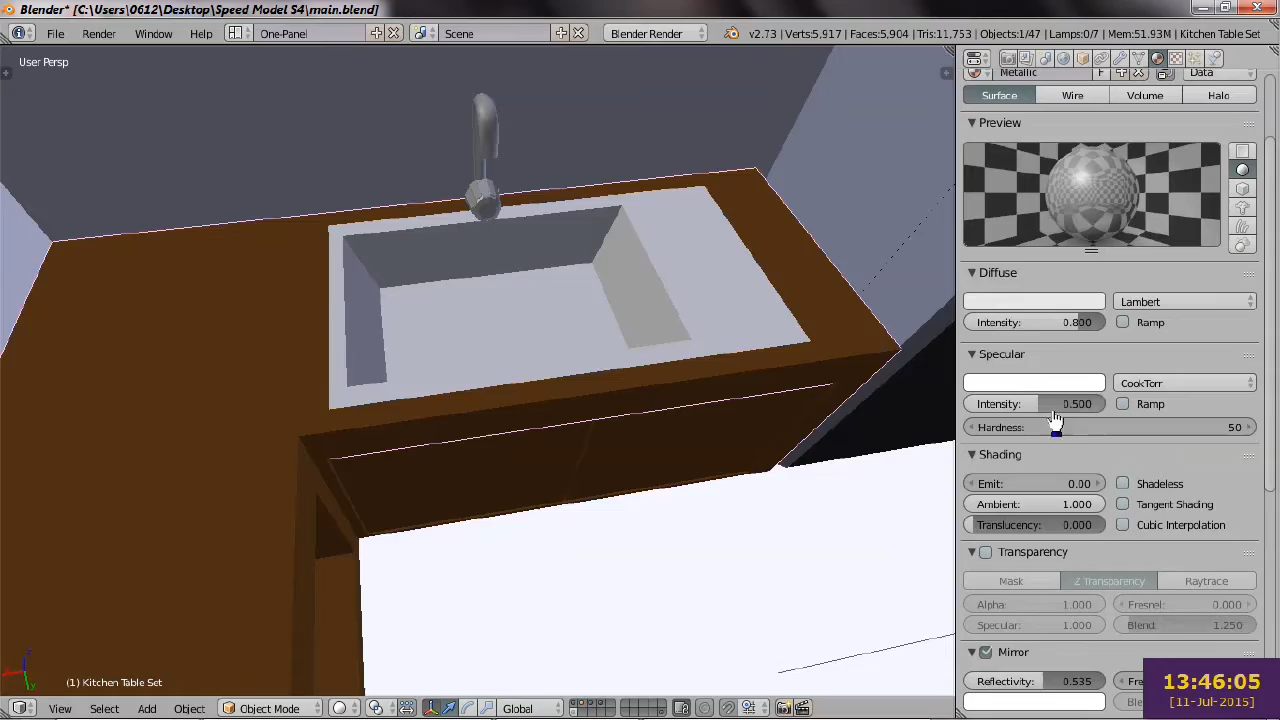 Blender* [C:\Users\0612\Desktop\Speed Model S4\main.blend]
File Render Window Help One-Panel Scene Blender Render v2.73 | Verts:5,917 | Faces:5,904 | Tris:11,753 | Objects:1/47 | Lamps:0/7 | Mem:51.93M | Kitchen Table Set
User Persp
Metallic F Data
Surface Wire Volume Halo
Preview
Diffuse
Lambert
Intensity: 0.800 Ramp
Specular
CookTorr
Intensity: 0.500 Ramp
Hardness: 50
Shading
Emit: 0.00 Shadeless
Ambient: 1.000 Tangent Shading
Translucency: 0.000 Cubic Interpolation
Transparency
Mask Z Transparency Raytrace
Alpha: 1.000 Fresnel: 0.000
Specular: 1.000 Blend: 1.250
Mirror
Reflectivity: 0.535 Fre
Ble
(1) Kitchen Table Set
View Select Add Object Object Mode Global
13:46:05
[11-Jul-2015]